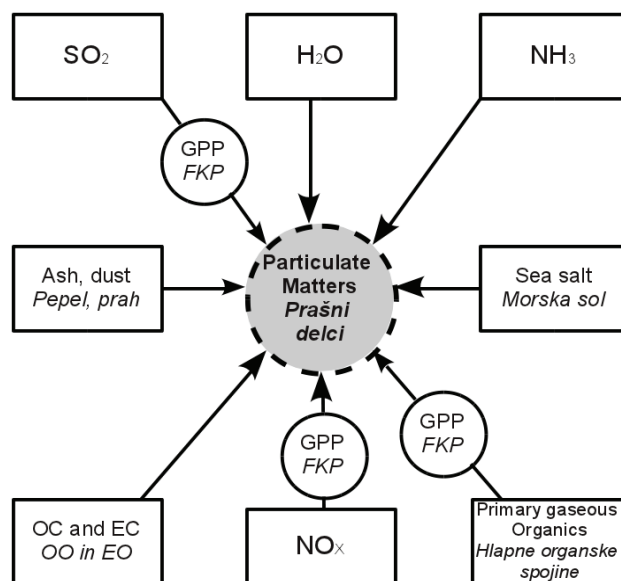 SO₂
H₂O
NH₃
GPP
FKP
Particulate
Matters
Prašni
delci
Ash, dust
Pepel, prah
Sea salt
Morska sol
GPP
FKP
GPP
FKP
OC and EC
OO in EO
NOₓ
Primary gaseous
Organics
Hlapne organske
spojine